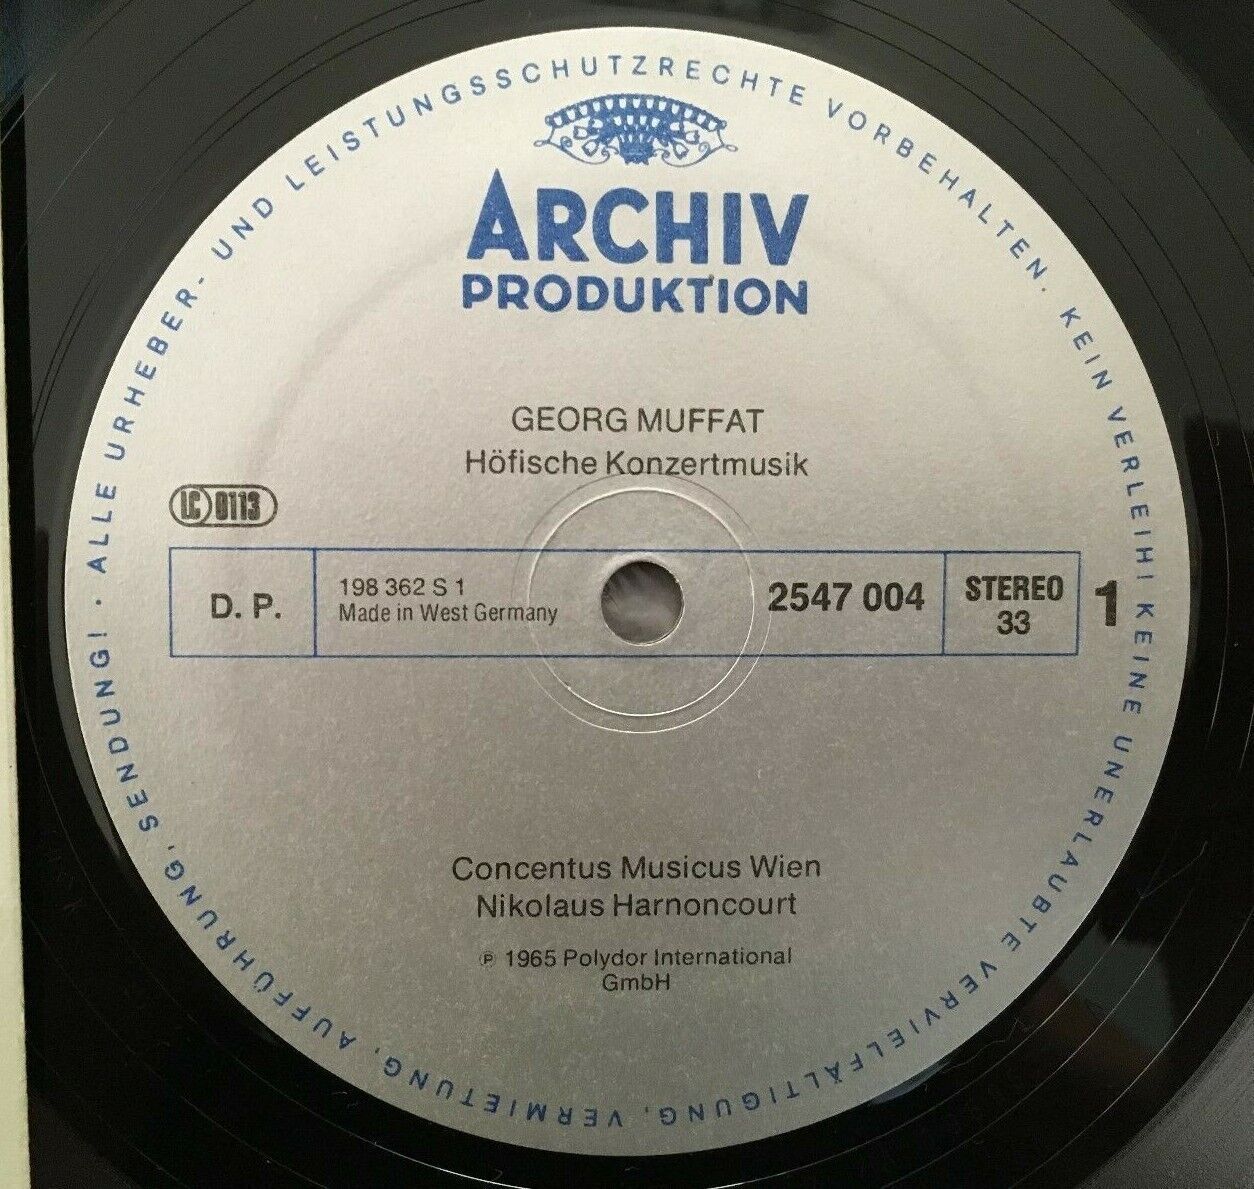 ALLE URHEBER- UND LEISTUNGSSCHUTZRECHTE VORBEHALTEN. KEIN VERLEIH! KEINE UNERLAUBTE VERVIELFÄLTIGUNG, VERMIETUNG, AUFFÜHRUNG, SENDUNG! ·
ARCHIV
PRODUKTION
GEORG MUFFAT
Höfische Konzertmusik
LC 0113
D. P.
198 362 S 1
Made in West Germany
2547 004
STEREO
33
1
Concentus Musicus Wien
Nikolaus Harnoncourt
℗ 1965 Polydor International
GmbH